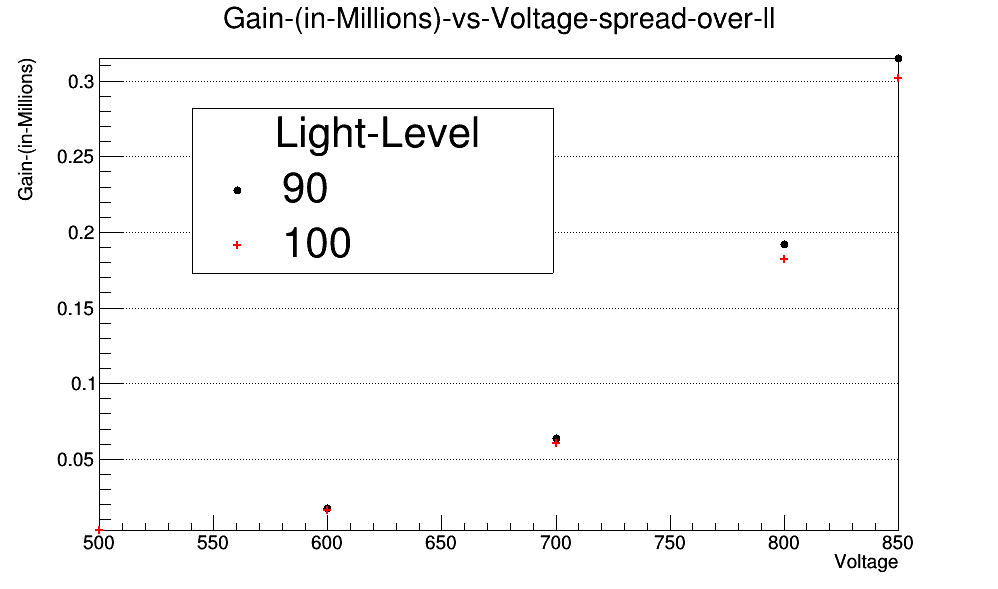 Gain-(in-Millions)-vs-Voltage-spread-over-ll
Gain-(in-Millions)
0.3
0.25
0.2
0.15
0.1
0.05
Light-Level
90
100
500 550 600 650 700 750 800 850
Voltage